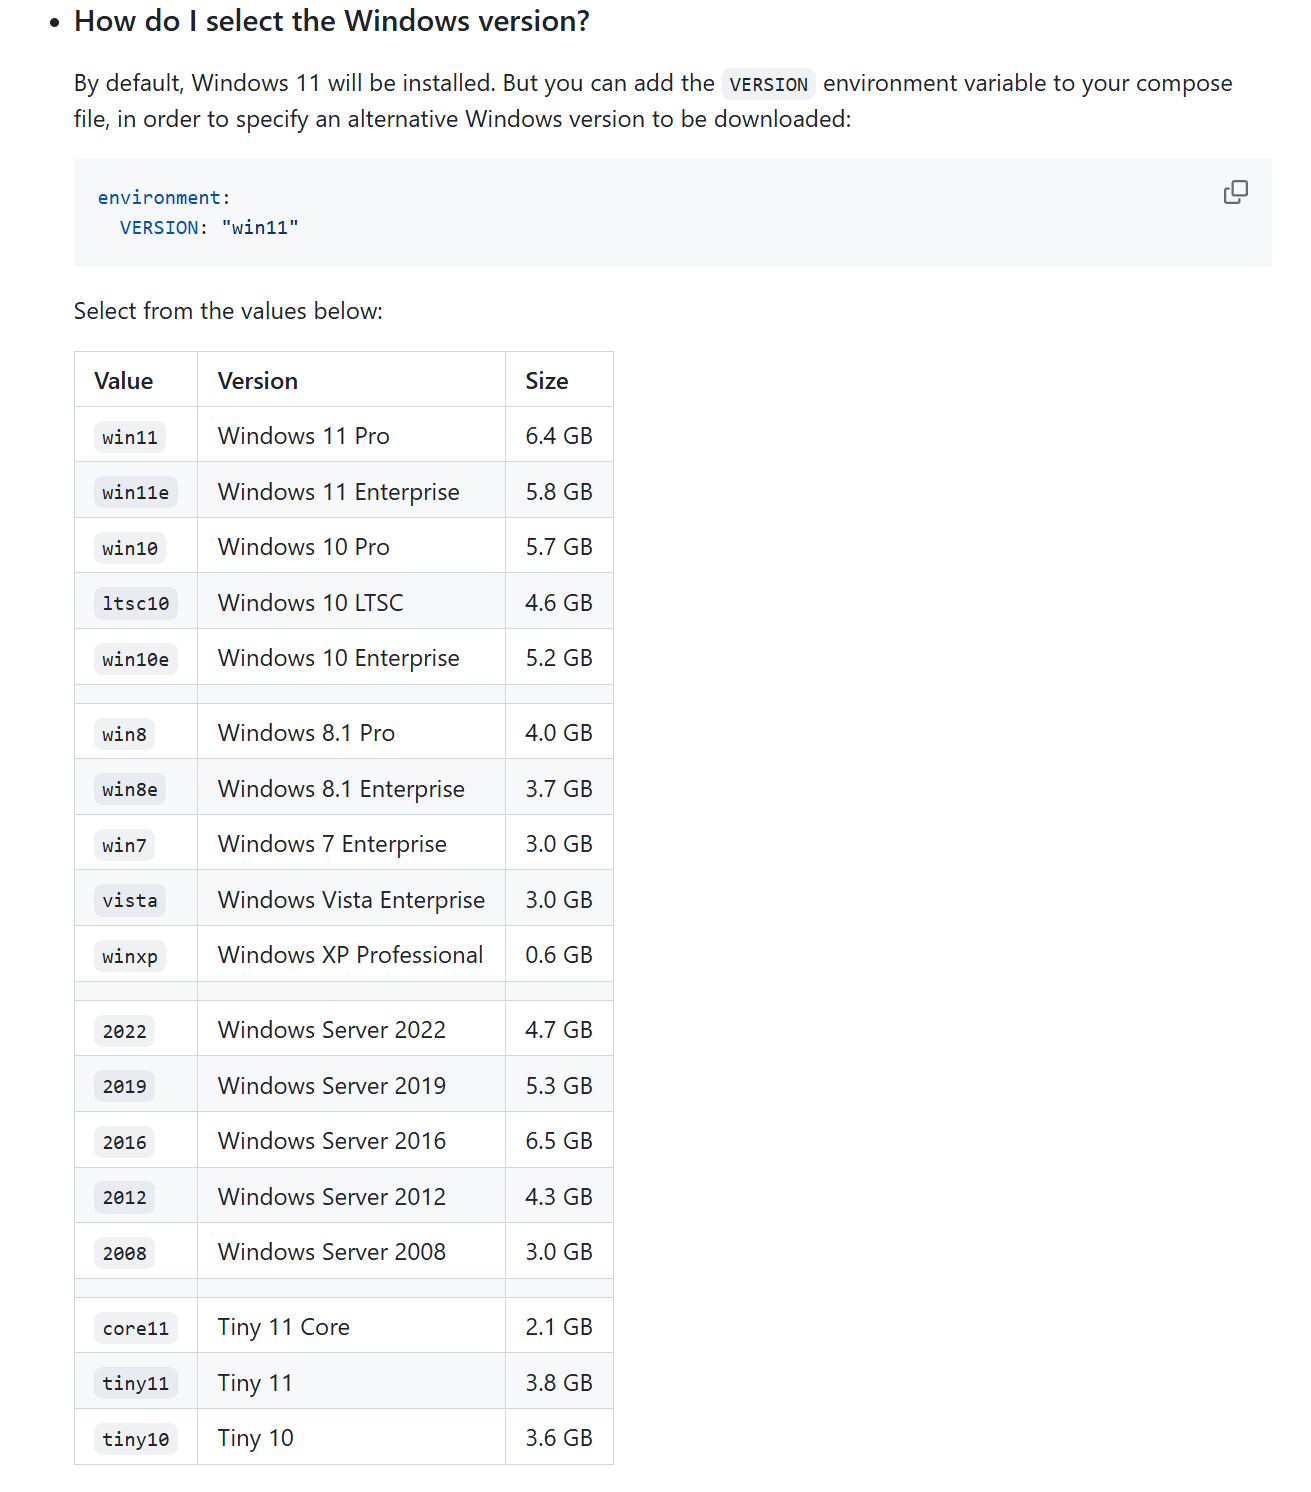 How do I select the Windows version?
By default, Windows 11 will be installed. But you can add the VERSION environment variable to your compose
file, in order to specify an alternative Windows version to be downloaded:
environment:
VERSION: "win11"
Select from the values below:
Value Version Size
win11 Windows 11 Pro 6.4 GB
win11e Windows 11 Enterprise 5.8 GB
win10 Windows 10 Pro 5.7 GB
ltsc10 Windows 10 LTSC 4.6 GB
win10e Windows 10 Enterprise 5.2 GB
win8 Windows 8.1 Pro 4.0 GB
win8e Windows 8.1 Enterprise 3.7 GB
win7 Windows 7 Enterprise 3.0 GB
vista Windows Vista Enterprise 3.0 GB
winxp Windows XP Professional 0.6 GB
2022 Windows Server 2022 4.7 GB
2019 Windows Server 2019 5.3 GB
2016 Windows Server 2016 6.5 GB
2012 Windows Server 2012 4.3 GB
2008 Windows Server 2008 3.0 GB
core11 Tiny 11 Core 2.1 GB
tiny11 Tiny 11 3.8 GB
tiny10 Tiny 10 3.6 GB